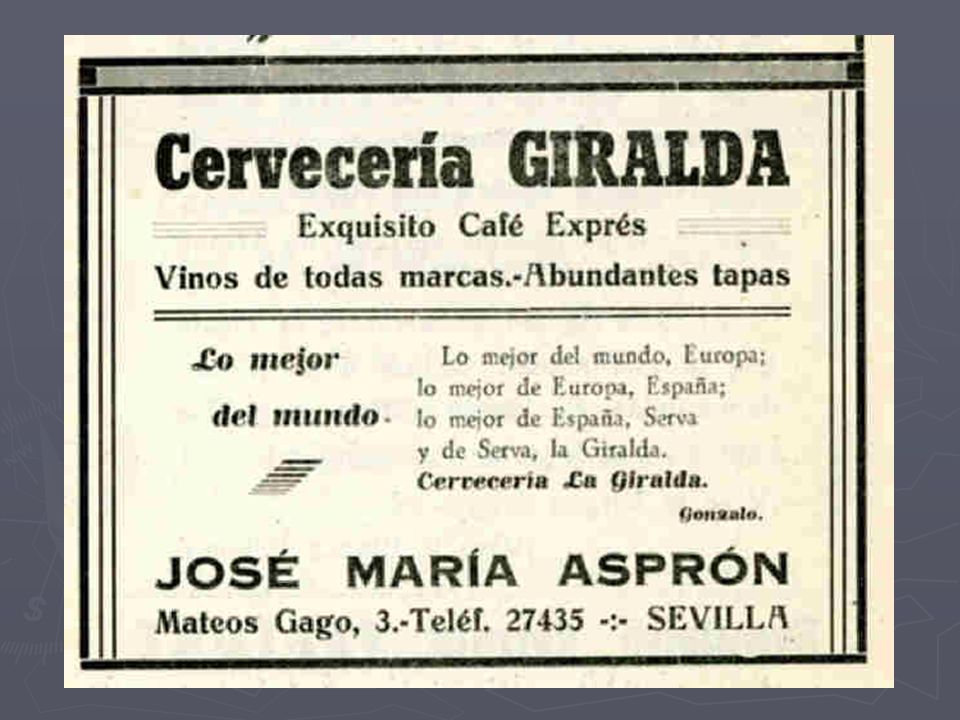 Cervecería GIRALDA
Exquisito Café Exprés
Vinos de todas marcas.-Abundantes tapas
Lo mejor
del mundo.
Lo mejor del mundo, Europa;
lo mejor de Europa, España;
lo mejor de España, Serva
y de Serva, la Giralda.
Cervecería La Giralda.
Gonzalo.
JOSÉ MARÍA ASPRÓN
Mateos Gago, 3.-Teléf. 27435 -:- SEVILLA